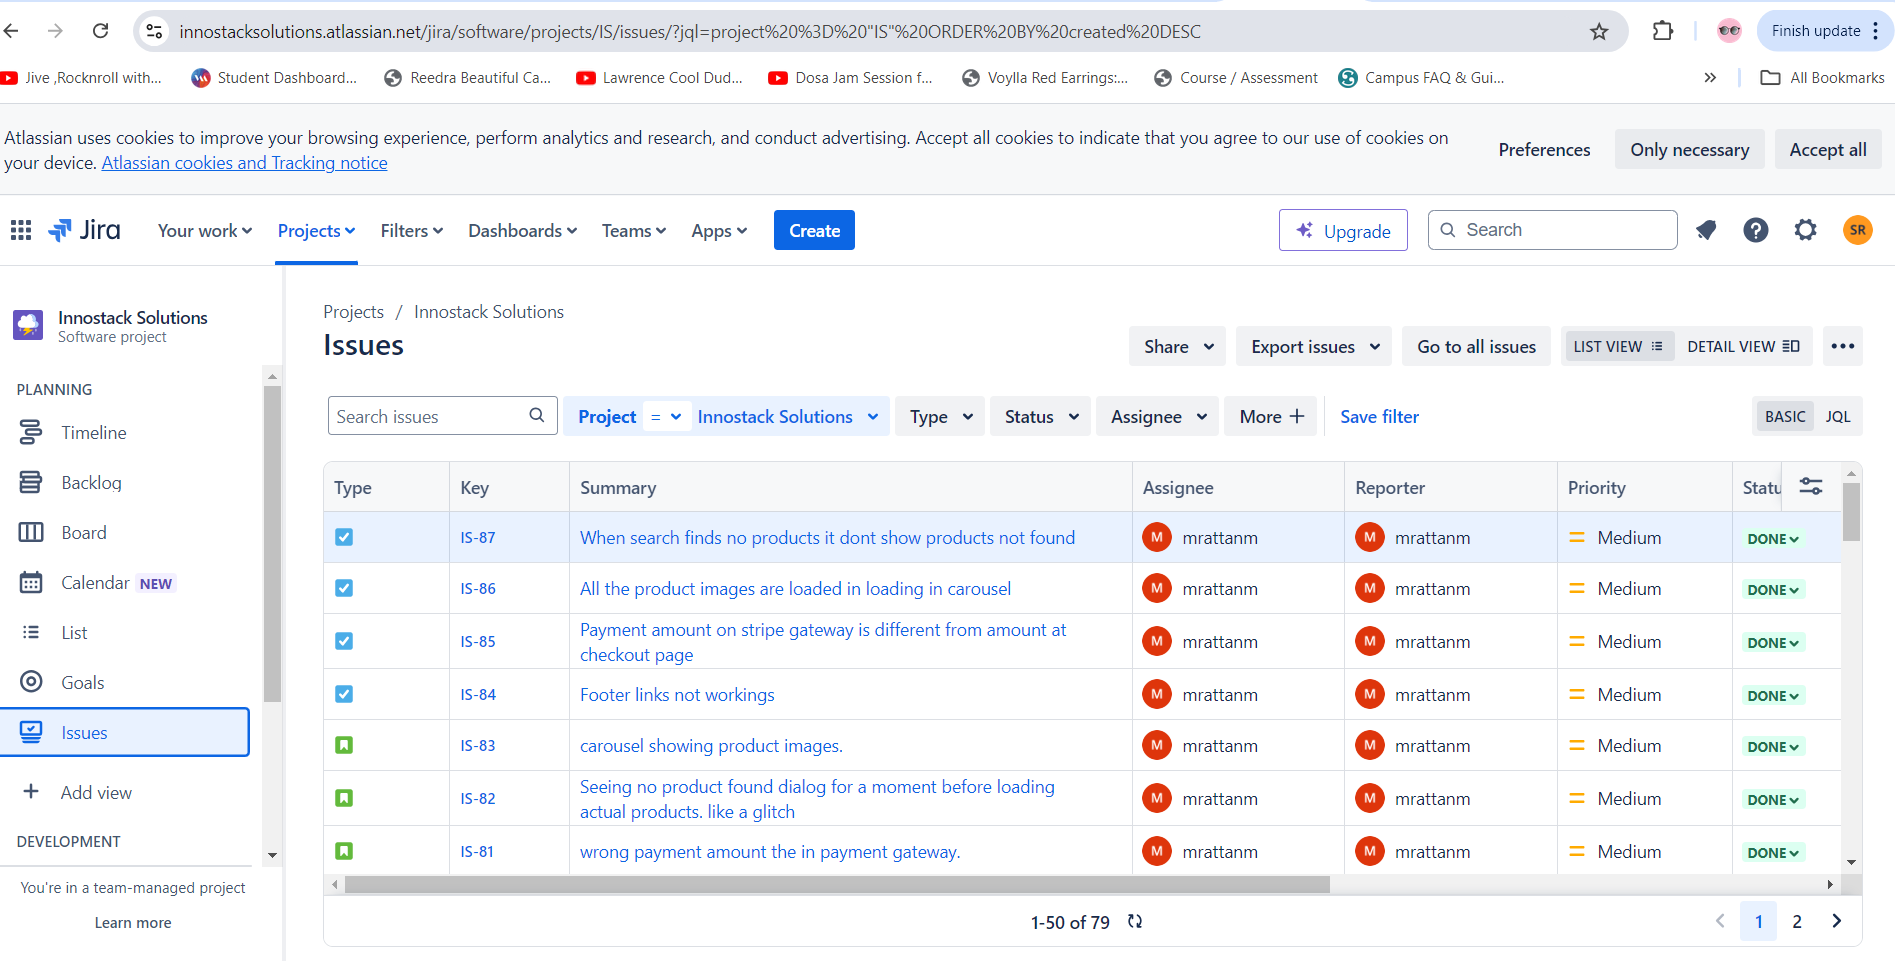 innostacksolutions.atlassian.net/jira/software/projects/IS/issues/?jql=project%20%3D%20"IS"%20ORDER%20BY%20created%20DESC
Finish update
Jive ,Rocknroll with...
Student Dashboard...
Reedra Beautiful Ca...
Lawrence Cool Dud...
Dosa Jam Session f...
Voylla Red Earrings:...
Course / Assessment
Campus FAQ & Gui...
»
All Bookmarks
Atlassian uses cookies to improve your browsing experience, perform analytics and research, and conduct advertising. Accept all cookies to indicate that you agree to our use of cookies on
your device. Atlassian cookies and Tracking notice
Preferences
Only necessary
Accept all
Jira
Your work
Projects
Filters
Dashboards
Teams
Apps
Create
Upgrade
Search
SR
Innostack Solutions
Software project
PLANNING
Timeline
Backlog
Board
Calendar NEW
List
Goals
Issues
Add view
DEVELOPMENT
You're in a team-managed project
Learn more
Projects / Innostack Solutions
Issues
Share
Export issues
Go to all issues
LIST VIEW
DETAIL VIEW
Search issues
Project = Innostack Solutions
Type
Status
Assignee
More +
Save filter
BASIC
JQL
Type Key Summary Assignee Reporter Priority Statu
IS-87 When search finds no products it dont show products not found M mrattanm M mrattanm Medium DONE
IS-86 All the product images are loaded in loading in carousel M mrattanm M mrattanm Medium DONE
IS-85 Payment amount on stripe gateway is different from amount at
checkout page M mrattanm M mrattanm Medium DONE
IS-84 Footer links not workings M mrattanm M mrattanm Medium DONE
IS-83 carousel showing product images. M mrattanm M mrattanm Medium DONE
IS-82 Seeing no product found dialog for a moment before loading
actual products. like a glitch M mrattanm M mrattanm Medium DONE
IS-81 wrong payment amount the in payment gateway. M mrattanm M mrattanm Medium DONE
1-50 of 79
1 2